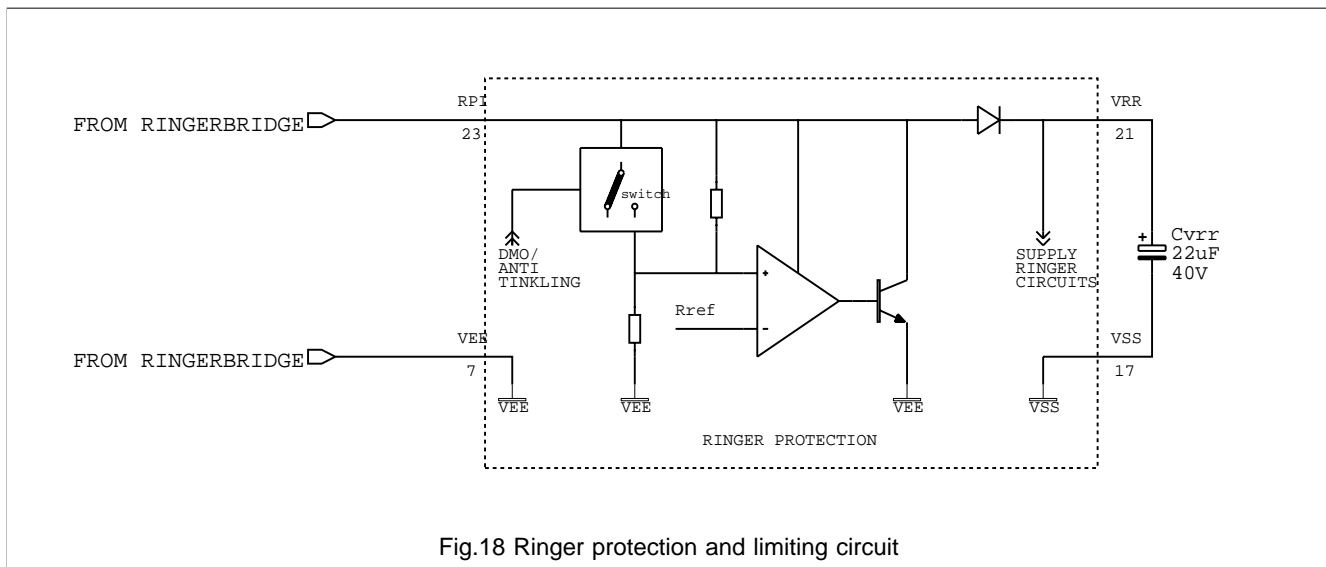 RPI
VRR
FROM RINGERBRIDGE
23
21
switch
DMO/
ANTI
TINKLING
SUPPLY
RINGER
CIRCUITS
+
Cvrr
22uF
40V
+
Rref
-
VEE
VSS
FROM RINGERBRIDGE
7
17
VEE
VEE
VEE
VSS
RINGER PROTECTION
Fig.18 Ringer protection and limiting circuit